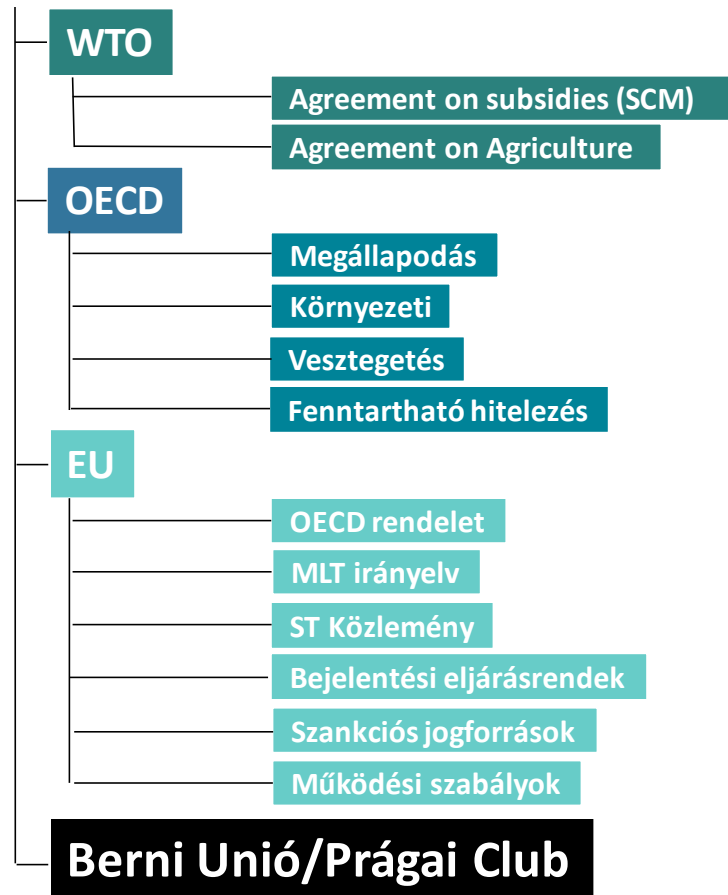 WTO
Agreement on subsidies (SCM)
Agreement on Agriculture
OECD
Megállapodás
Környezeti
Vesztegetés
Fenntartható hitelezés
EU
OECD rendelet
MLT irányelv
ST Közlemény
Bejelentési eljárásrendek
Szankciós jogforrások
Működési szabályok
Berni Unió/Prágai Club